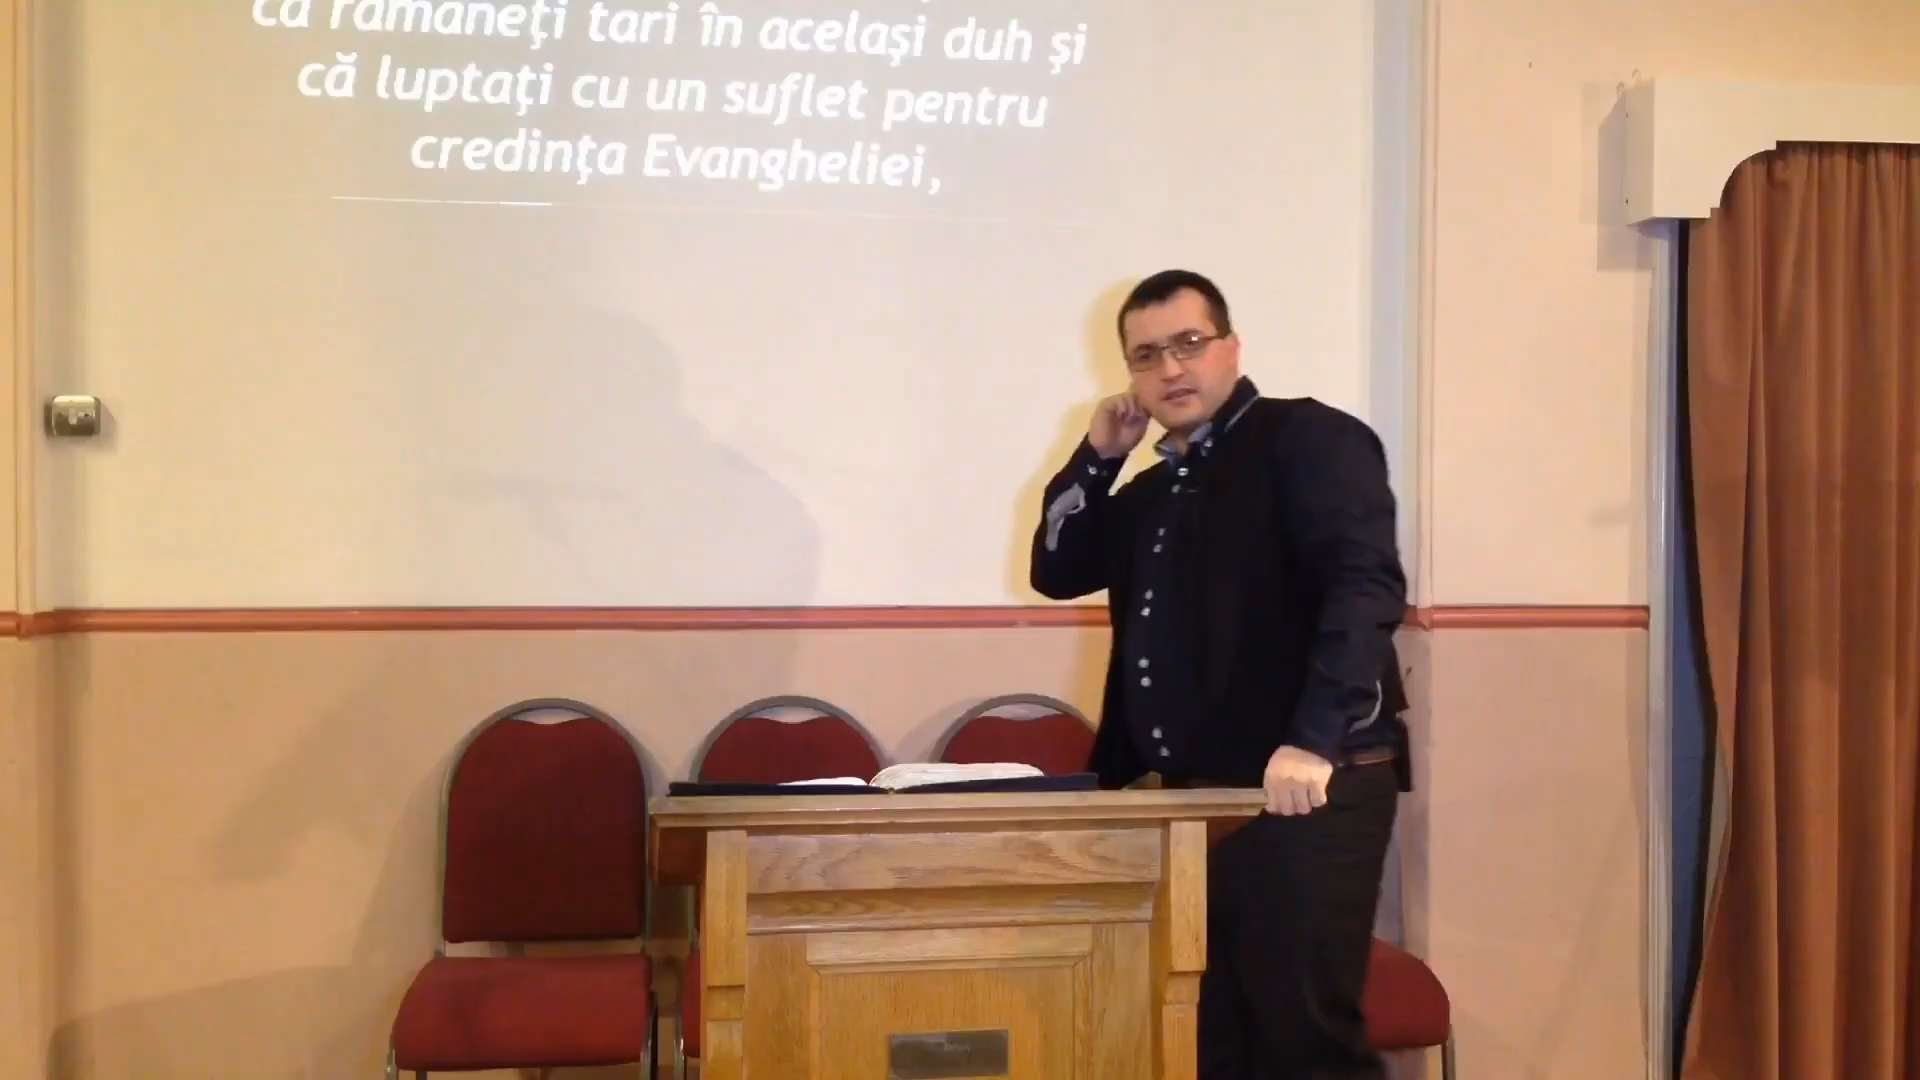 că rămâneţi tari în acelaşi duh şi
că luptaţi cu un suflet pentru
credinţa Evangheliei,